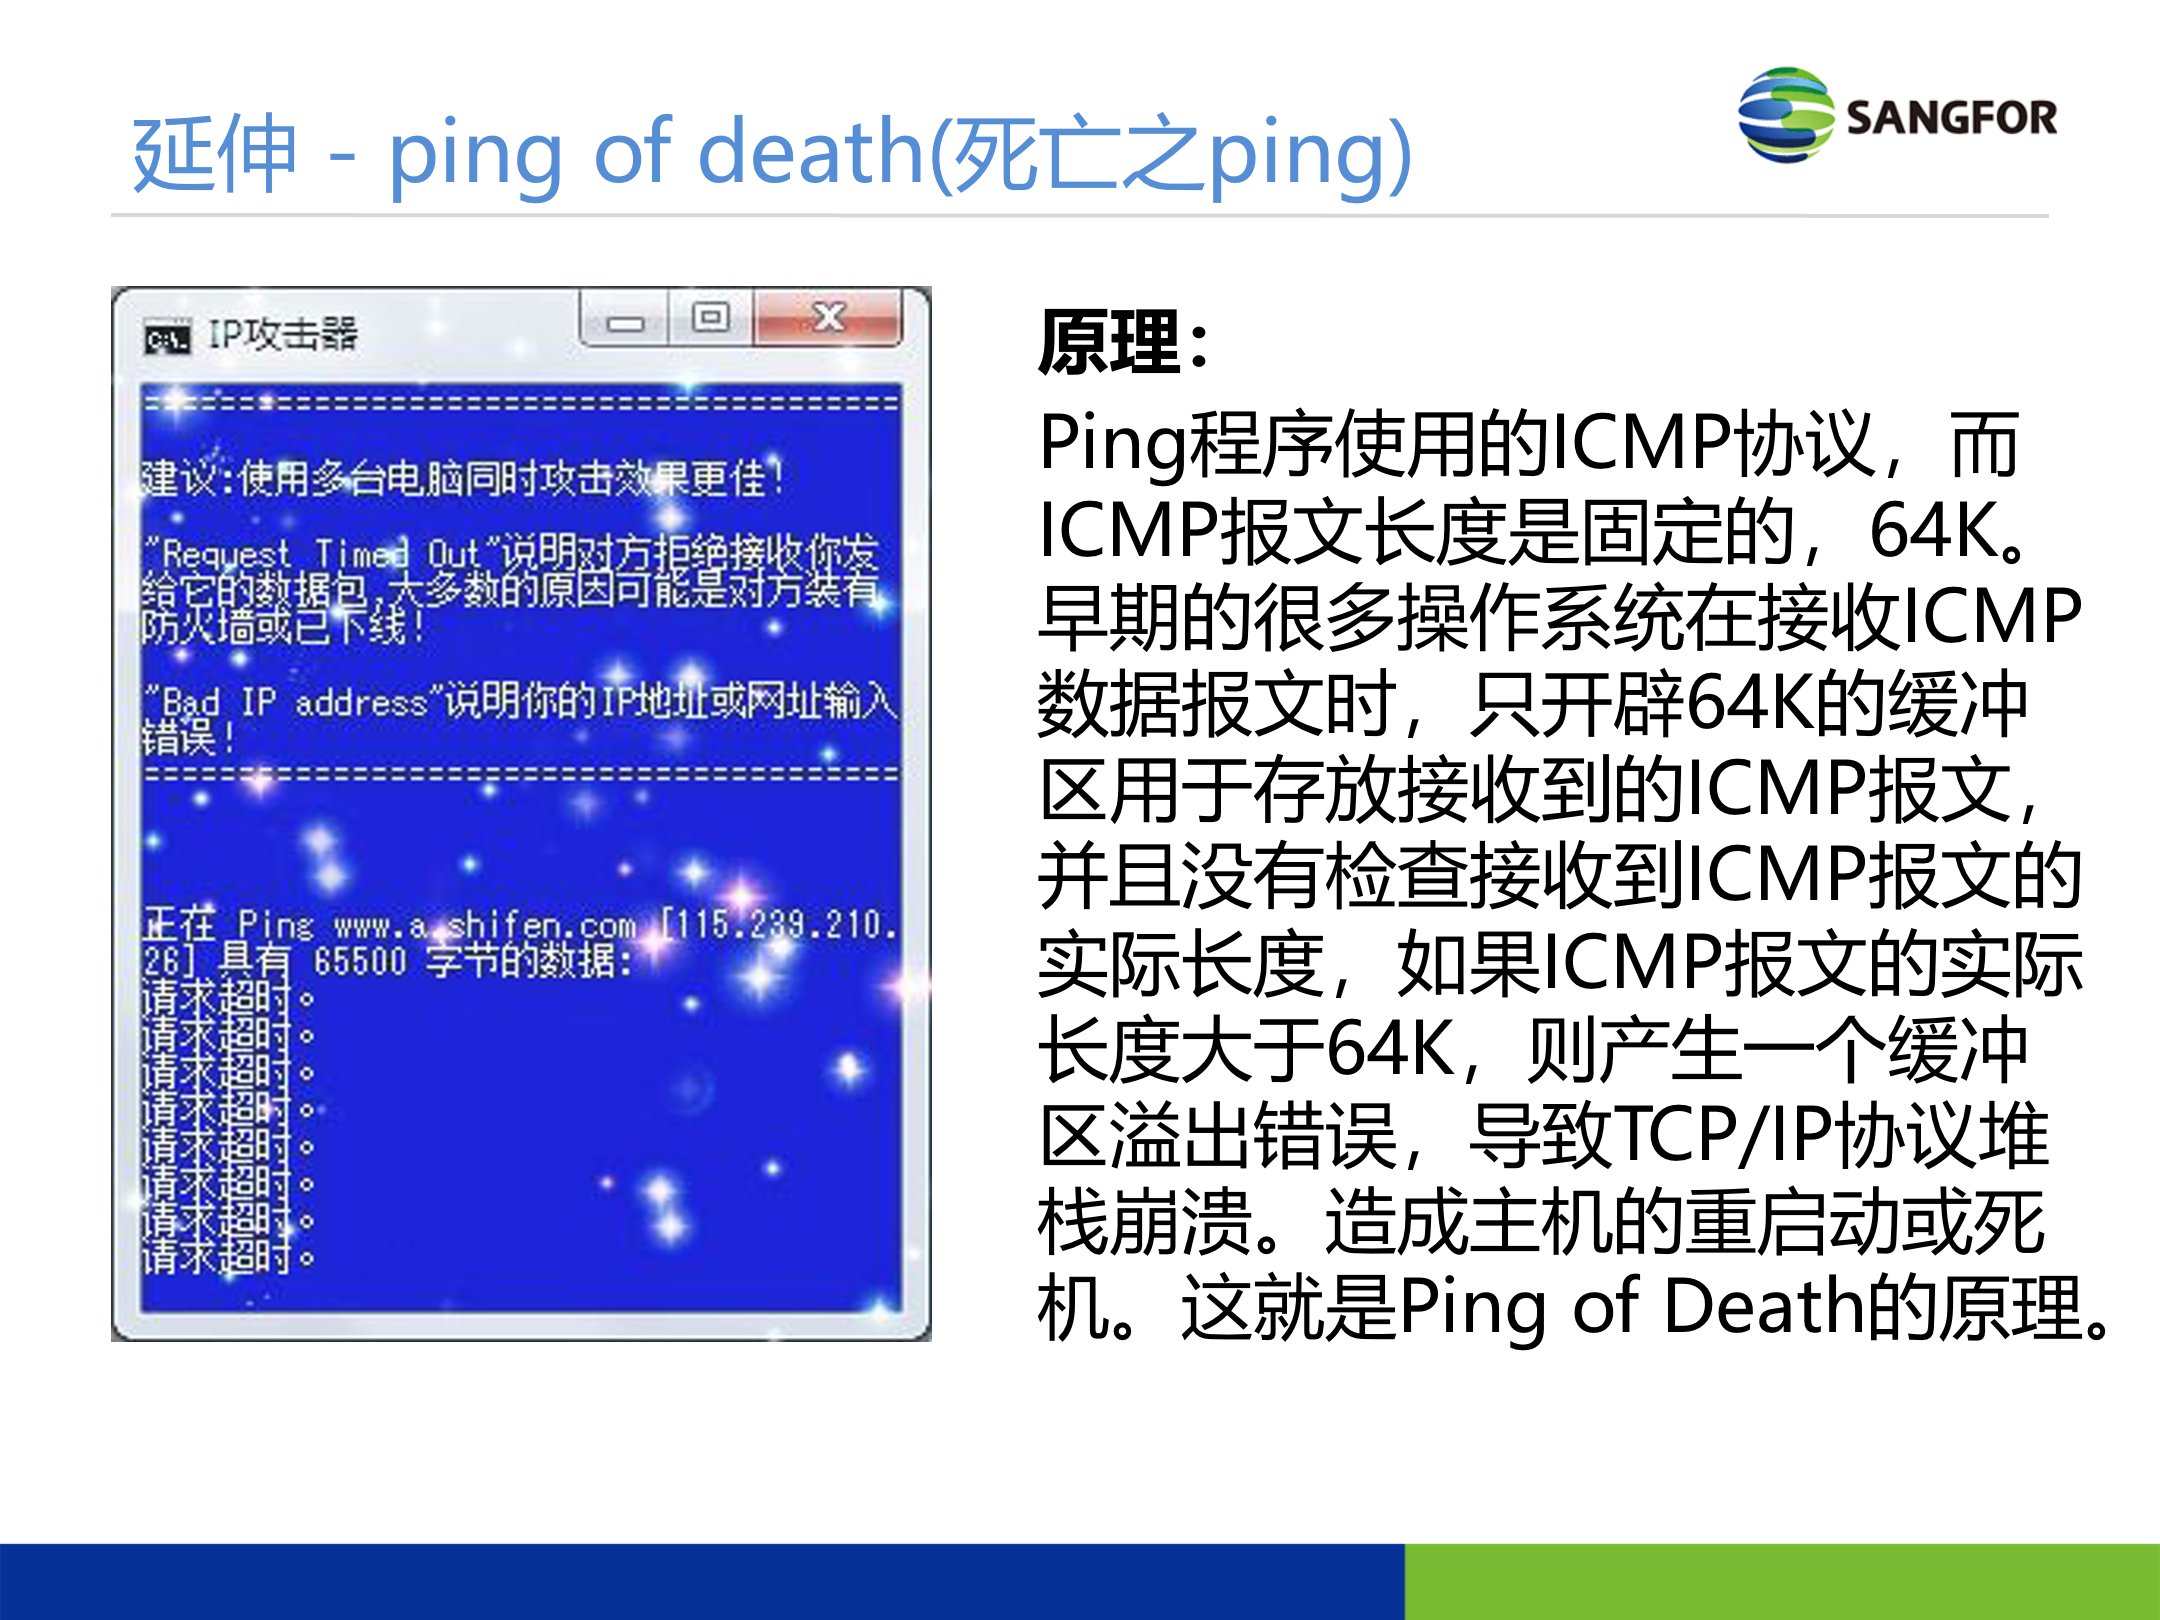 延伸 - ping of death(死亡之ping)
SANGFOR
IP攻击器
========================================
建议:使用多台电脑同时攻击效果更佳!
"Request Timed Out"说明对方拒绝接收你发
给它的数据包,大多数的原因可能是对方装有
防火墙或已下线!
"Bad IP address"说明你的IP地址或网址输入
错误!
========================================
正在 Ping www.a.shifen.com [115.239.210.
26] 具有 65500 字节的数据:
请求超时。
请求超时。
请求超时。
请求超时。
请求超时。
请求超时。
请求超时。
请求超时。
原理：
Ping程序使用的ICMP协议，而
ICMP报文长度是固定的，64K。
早期的很多操作系统在接收ICMP
数据报文时，只开辟64K的缓冲
区用于存放接收到的ICMP报文，
并且没有检查接收到ICMP报文的
实际长度，如果ICMP报文的实际
长度大于64K，则产生一个缓冲
区溢出错误，导致TCP/IP协议堆
栈崩溃。造成主机的重启动或死
机。这就是Ping of Death的原理。